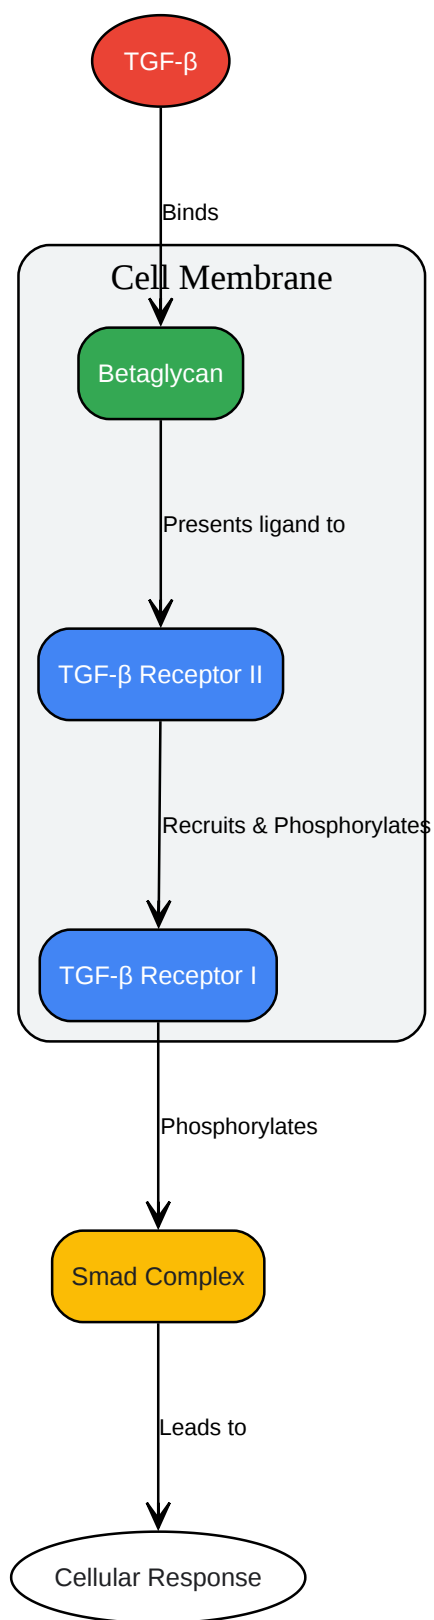 TGF-β
Binds
Cell Membrane
Betaglycan
Presents ligand to
TGF-β Receptor II
Recruits & Phosphorylates
TGF-β Receptor I
Phosphorylates
Smad Complex
Leads to
Cellular Response